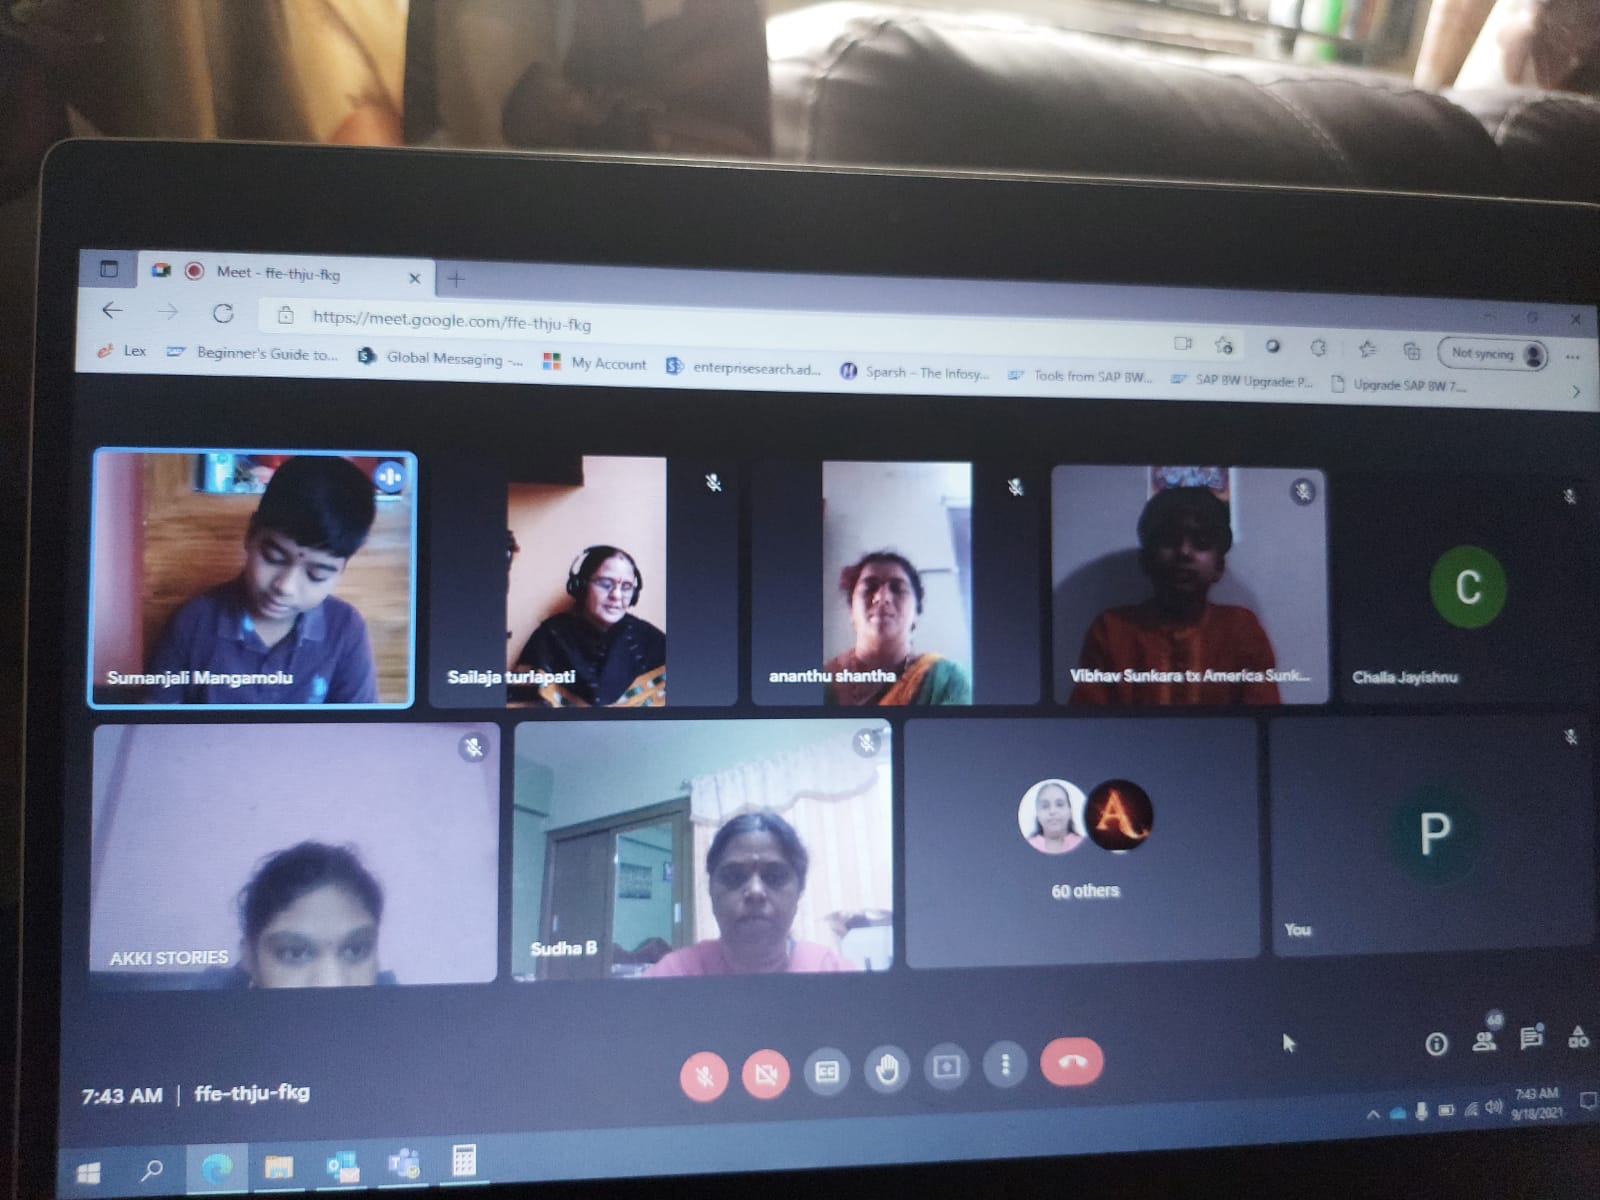 Meet - ffe-thju-fkg
https://meet.google.com/ffe-thju-fkg
Lex Beginner's Guide to... Global Messaging -... My Account enterprisesearch.ad... Sparsh - The Infosy... Tools from SAP BW... SAP BW Upgrade: P... Upgrade SAP BW 7....
Not syncing
Sumanjali Mangamolu
Sailaja turlapati
ananthu shantha
Vibhav Sunkara tx America Sunk...
C
Challa Jayishnu
AKKI STORIES
Sudha B
A
60 others
P
You
68
CC
7:43 AM | ffe-thju-fkg
7:43 AM
9/18/2021